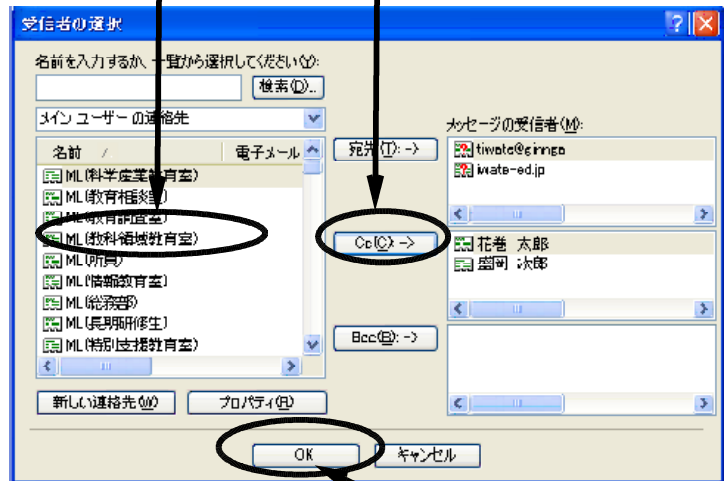 受信者の選択
名前を入力するか、一覧から選択してください(Y):
検索(D)...
メイン ユーザー の連絡先
メッセージの受信者(M):
名前 / 電子メール
宛先(T): ->
ML(科学産業教育室)
ML(教育相談室)
ML(教育調査室)
ML(教科領域教育室)
ML(所員)
ML(情報教育室)
ML(総務部)
ML(長期研修生)
ML(特別支援教育室)
iwate-ed.jp
Cc(C): ->
花巻 太郎
盛岡 次郎
Bcc(B): ->
新しい連絡先(W)
プロパティ(R)
OK
キャンセル